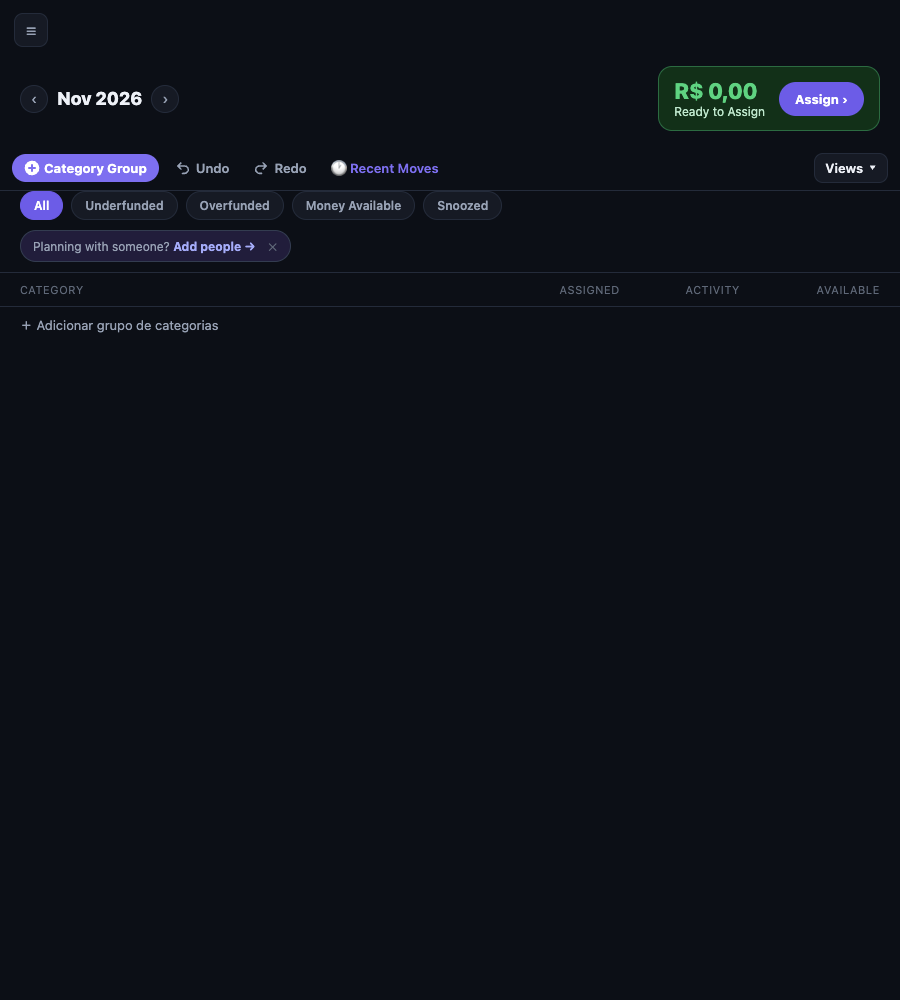 Nov 2026
R$ 0,00
Ready to Assign
Assign ›
Category Group
Undo
Redo
Recent Moves
Views
All
Underfunded
Overfunded
Money Available
Snoozed
Planning with someone? Add people →
CATEGORY
ASSIGNED
ACTIVITY
AVAILABLE
+ Adicionar grupo de categorias